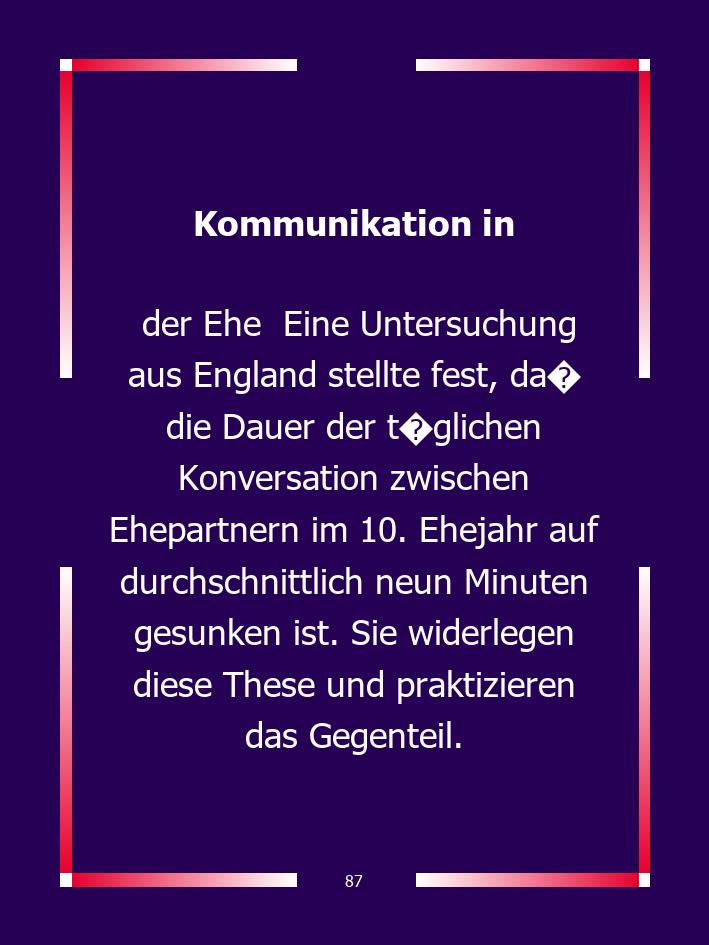 Kommunikation in
der Ehe  Eine Untersuchung
aus England stellte fest, da�
die Dauer der t�glichen
Konversation zwischen
Ehepartnern im 10. Ehejahr auf
durchschnittlich neun Minuten
gesunken ist. Sie widerlegen
diese These und praktizieren
das Gegenteil.
87